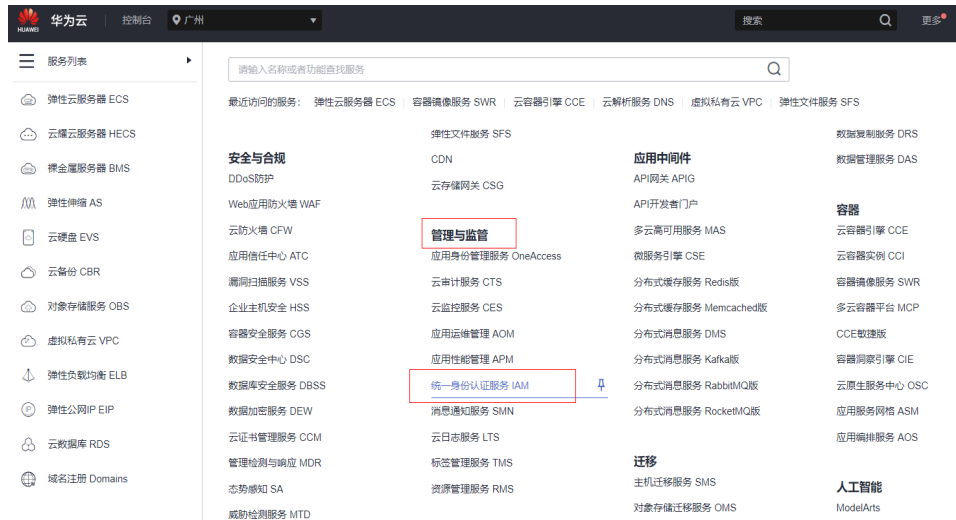 HUAWEI
华为云
控制台
广州
搜索
更多
服务列表
弹性云服务器 ECS
云耀云服务器 HECS
裸金属服务器 BMS
弹性伸缩 AS
云硬盘 EVS
云备份 CBR
对象存储服务 OBS
虚拟私有云 VPC
弹性负载均衡 ELB
弹性公网IP EIP
云数据库 RDS
域名注册 Domains
请输入名称或者功能查找服务
最近访问的服务： 弹性云服务器 ECS 容器镜像服务 SWR 云容器引擎 CCE 云解析服务 DNS 虚拟私有云 VPC 弹性文件服务 SFS
安全与合规
DDoS防护
Web应用防火墙 WAF
云防火墙 CFW
应用信任中心 ATC
漏洞扫描服务 VSS
企业主机安全 HSS
容器安全服务 CGS
数据安全中心 DSC
数据库安全服务 DBSS
数据加密服务 DEW
云证书管理服务 CCM
管理检测与响应 MDR
态势感知 SA
威胁检测服务 MTD
弹性文件服务 SFS
CDN
云存储网关 CSG
管理与监管
应用身份管理服务 OneAccess
云审计服务 CTS
云监控服务 CES
应用运维管理 AOM
应用性能管理 APM
统一身份认证服务 IAM
消息通知服务 SMN
云日志服务 LTS
标签管理服务 TMS
资源管理服务 RMS
应用中间件
API网关 APIG
API开发者门户
多云高可用服务 MAS
微服务引擎 CSE
分布式缓存服务 Redis版
分布式缓存服务 Memcached版
分布式消息服务 DMS
分布式消息服务 Kafka版
分布式消息服务 RabbitMQ版
分布式消息服务 RocketMQ版
迁移
主机迁移服务 SMS
对象存储迁移服务 OMS
数据复制服务 DRS
数据管理服务 DAS
容器
云容器引擎 CCE
云容器实例 CCI
容器镜像服务 SWR
多云容器平台 MCP
CCE敏捷版
容器洞察引擎 CIE
云原生服务中心 OSC
应用服务网格 ASM
应用编排服务 AOS
人工智能
ModelArts